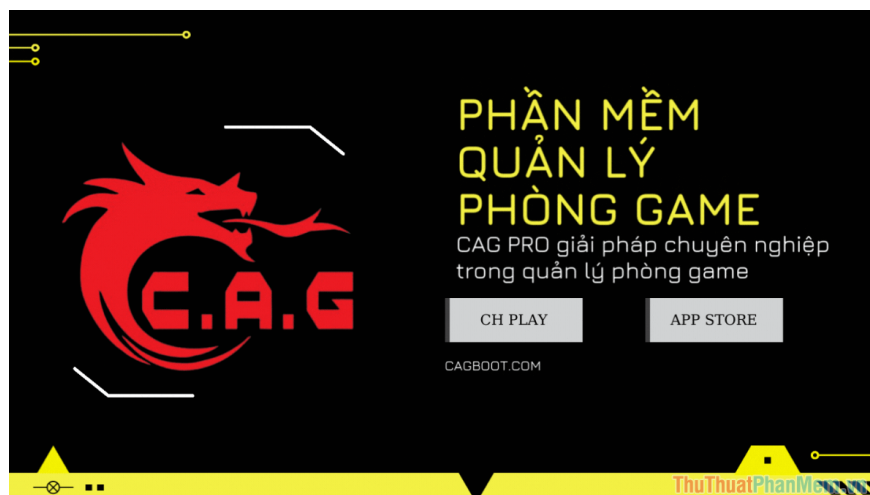 PHẦN MỀM
QUẢN LÝ
PHÒNG GAME
CAG PRO giải pháp chuyên nghiệp
trong quản lý phòng game
C.A.G
CH PLAY
APP STORE
CAGBOOT.COM
ThuThuatPhanMem.vn